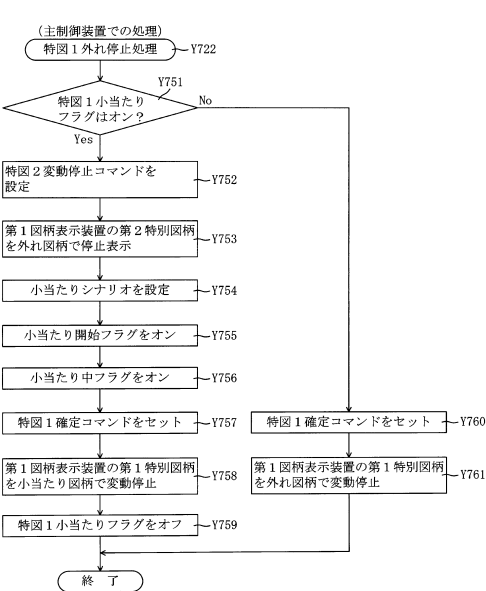 (主制御装置での処理)
特図1外れ停止処理
Y722
Y751
特図1小当たり
フラグはオン?
No
Yes
特図2変動停止コマンドを
設定
Y752
第1図柄表示装置の第2特別図柄
を外れ図柄で停止表示
Y753
小当たりシナリオを設定
Y754
小当たり開始フラグをオン
Y755
小当たり中フラグをオン
Y756
特図1確定コマンドをセット
Y757
特図1確定コマンドをセット
Y760
第1図柄表示装置の第1特別図柄
を小当たり図柄で変動停止
Y758
第1図柄表示装置の第1特別図柄
を外れ図柄で変動停止
Y761
特図1小当たりフラグをオフ
Y759
終 了